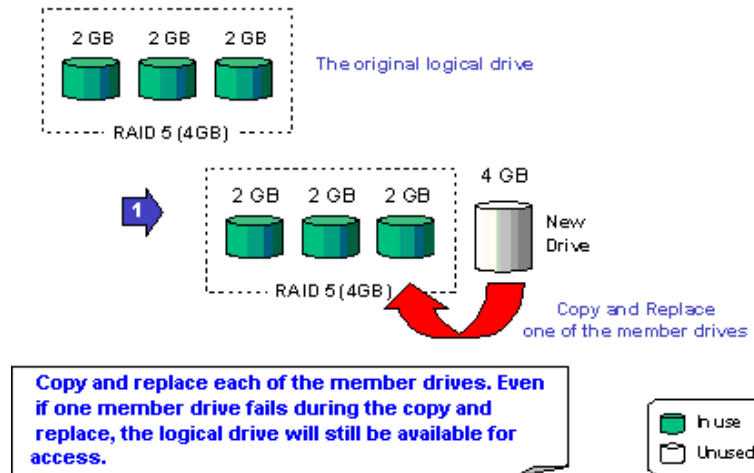 2 GB 2 GB 2 GB
The original logical drive
RAID 5 (4GB)
1
2 GB 2 GB 2 GB
4 GB
New
Drive
RAID 5 (4GB)
Copy and Replace
one of the member drives
Copy and replace each of the member drives. Even
if one member drive fails during the copy and
replace, the logical drive will still be available for
access.
In use
Unused